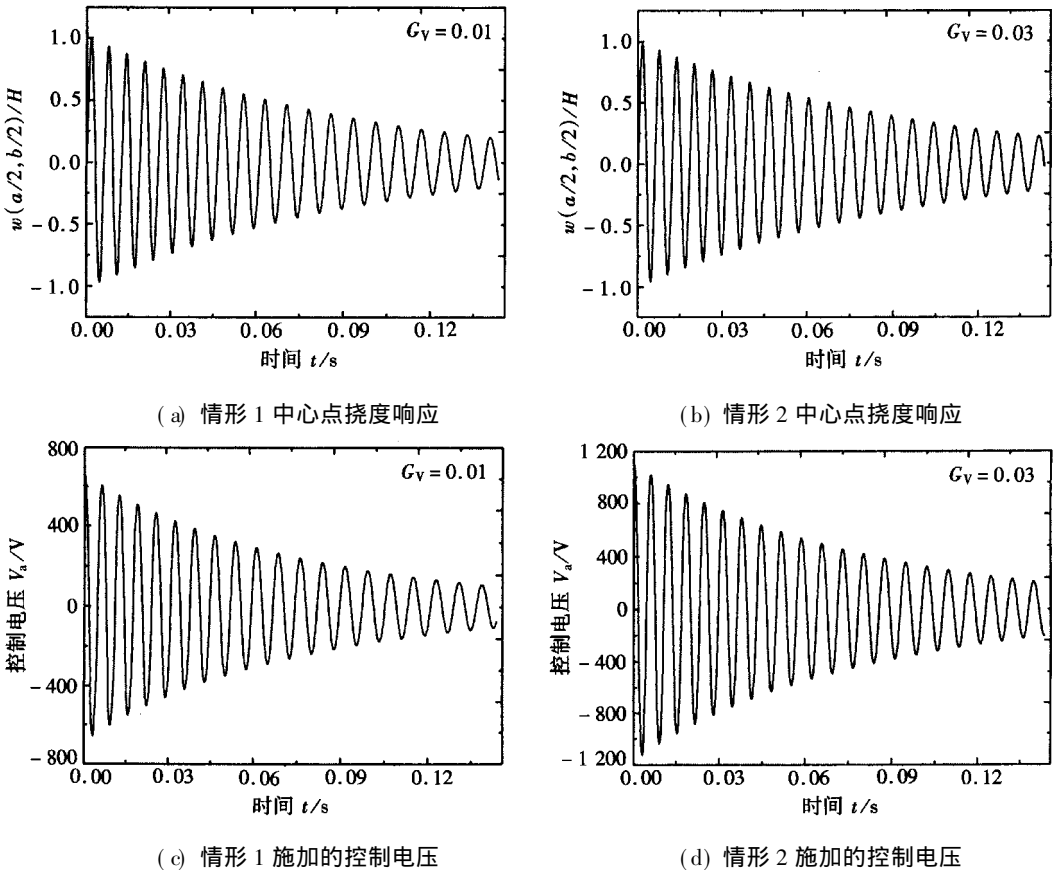 G_V = 0.01
1.0
0.5
0.0
−0.5
−1.0
w(a/2, b/2)/H
0.00 0.03 0.06 0.09 0.12
时间 t/s
(a) 情形 1 中心点挠度响应
G_V = 0.03
1.0
0.5
0.0
−0.5
−1.0
w(a/2, b/2)/H
0.00 0.03 0.06 0.09 0.12
时间 t/s
(b) 情形 2 中心点挠度响应
G_V = 0.01
800
400
0
−400
−800
控制电压 V_a/V
0.00 0.03 0.06 0.09 0.12
时间 t/s
(c) 情形 1 施加的控制电压
G_V = 0.03
1 200
800
400
0
−400
−800
−1 200
控制电压 V_a/V
0.00 0.03 0.06 0.09 0.12
时间 t/s
(d) 情形 2 施加的控制电压